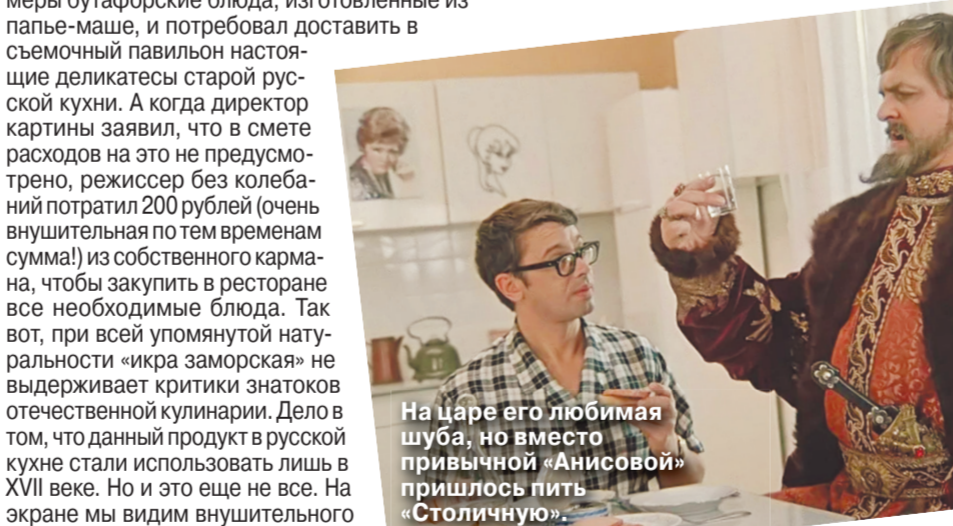 меры бутафорские блюда, изготовленные из
папье-маше, и потребовал доставить в
съемочный павильон настоя-
щие деликатесы старой рус-
ской кухни. А когда директор
картины заявил, что в смете
расходов на это не предусмо-
трено, режиссер без колеба-
ний потратил 200 рублей (очень
внушительная по тем временам
сумма!) из собственного карма-
на, чтобы закупить в ресторане
все необходимые блюда. Так
вот, при всей упомянутой нату-
ральности «икра заморская» не
выдерживает критики знатоков
отечественной кулинарии. Дело в
том, что данный продукт в русской
кухне стали использовать лишь в
XVII веке. Но и это еще не все. На
экране мы видим внушительного
На царе его любимая
шуба, но вместо
привычной «Анисовой»
пришлось пить
«Столичную».